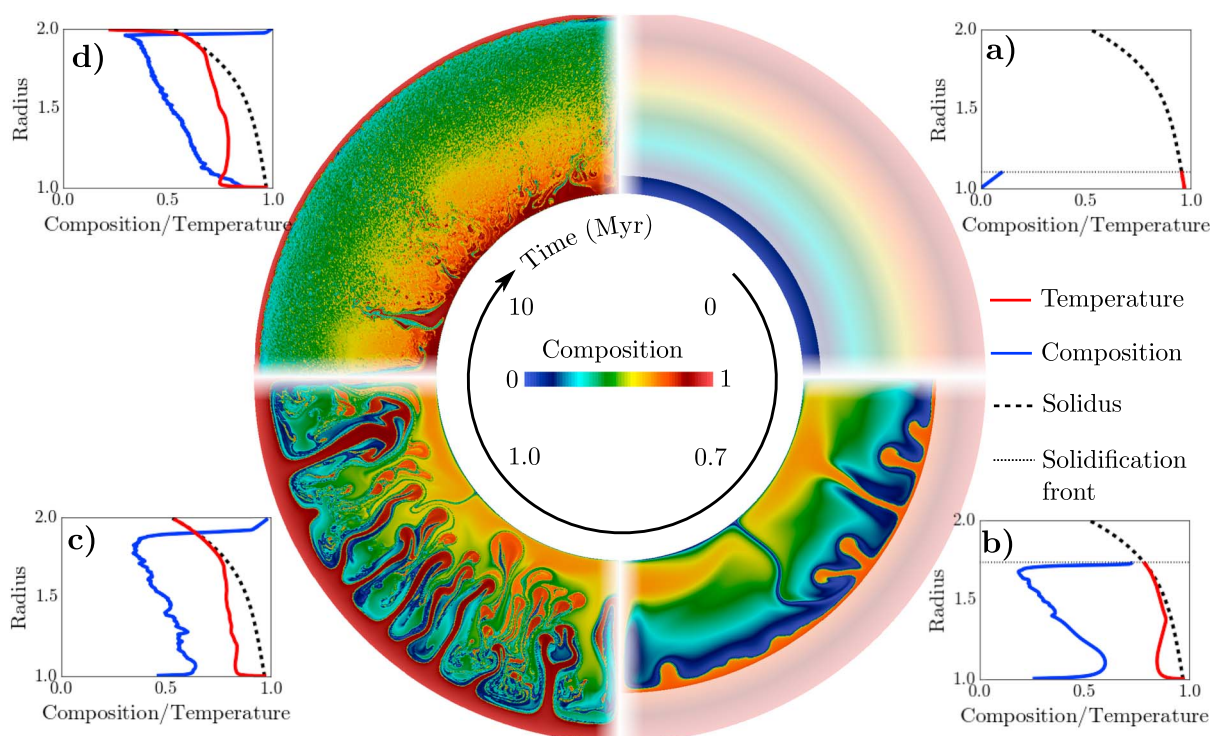 d)
2.0
1.5
1.0
Radius
0.0
0.5
1.0
Composition/Temperature
a)
2.0
1.5
1.0
Radius
0.0
1.0
Composition/Temperature
Time (Myr)
10
0
Composition
0
1
1.0
0.7
Temperature
Composition
Solidus
Solidification
front
c)
2.0
1.5
1.0
Radius
0.0
0.5
1.0
Composition/Temperature
b)
2.0
1.5
1.0
Radius
0.0
0.5
1.0
Composition/Temperature